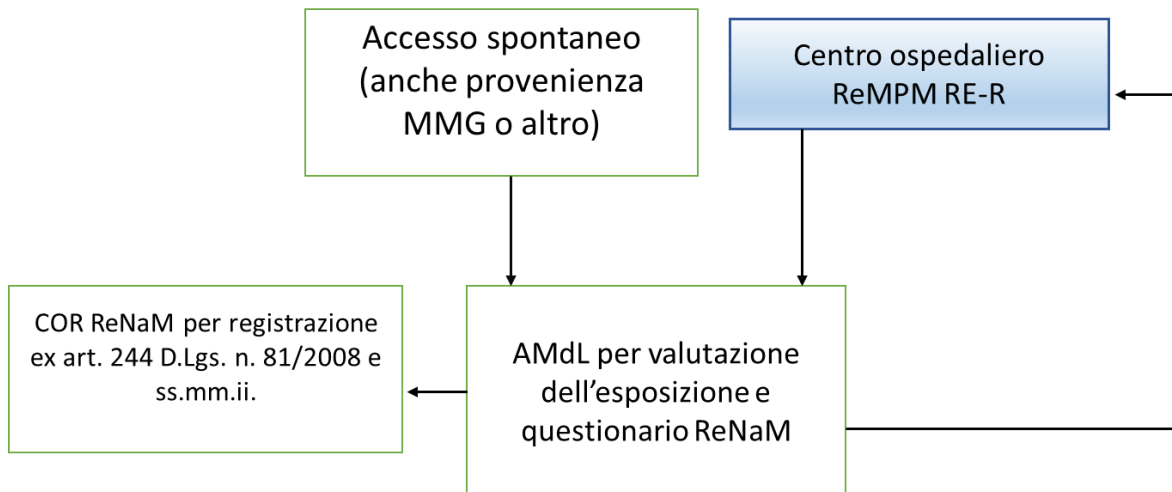 Accesso spontaneo
(anche provenienza
MMG o altro)
Centro ospedaliero
ReMPM RE-R
COR ReNaM per registrazione
ex art. 244 D.Lgs. n. 81/2008 e
ss.mm.ii.
AMdL per valutazione
dell’esposizione e
questionario ReNaM